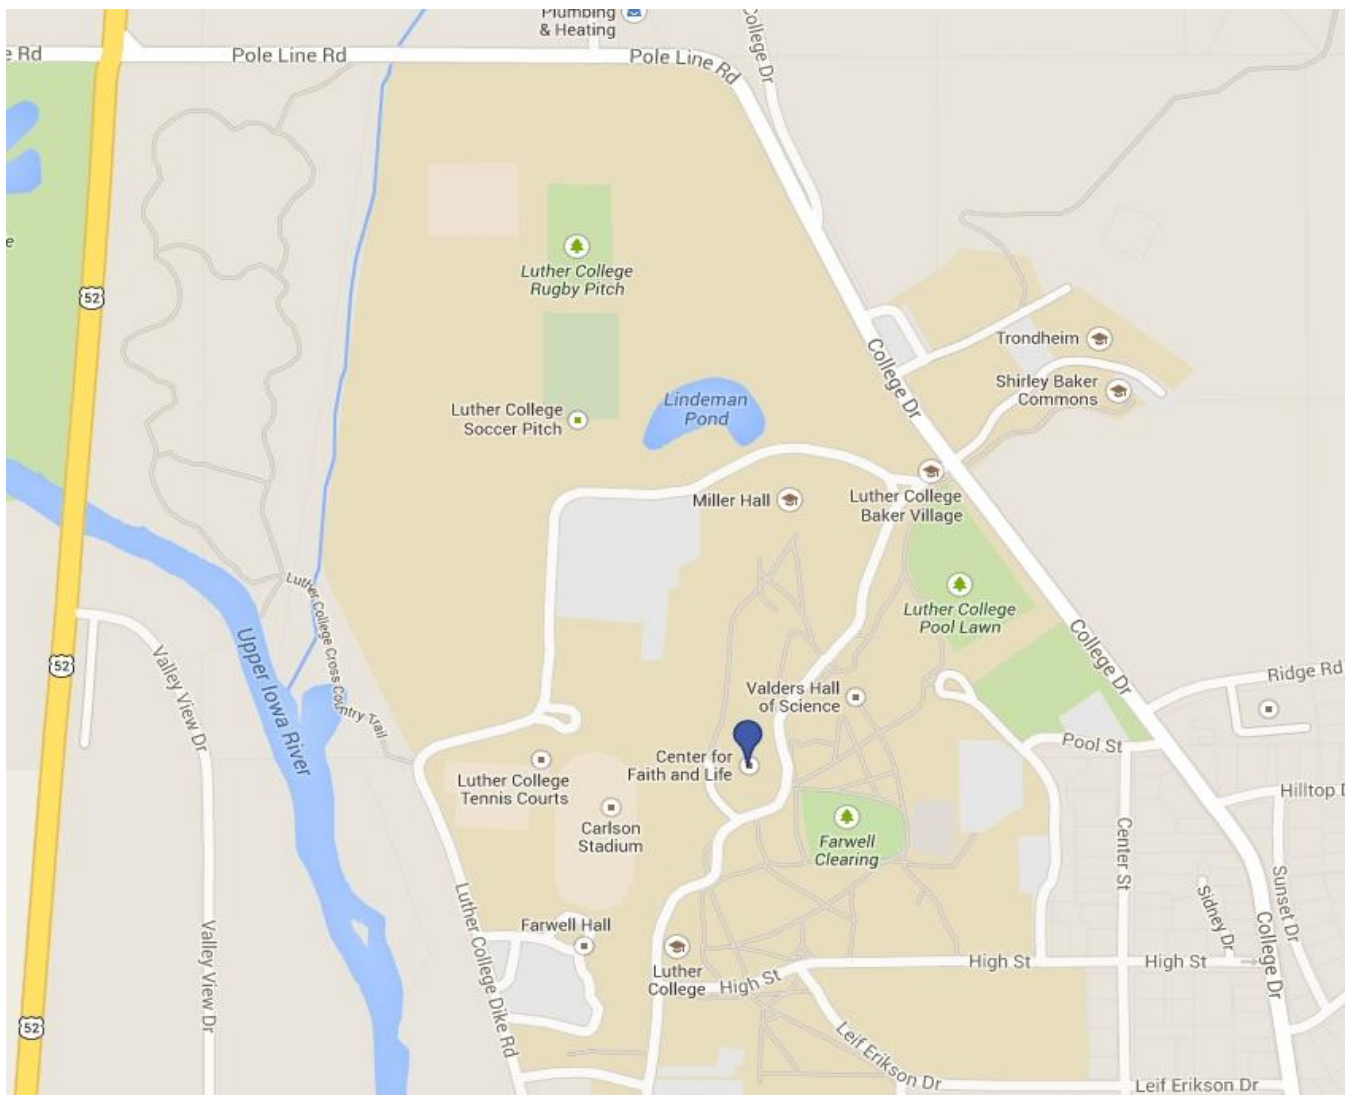 Plumbing
& Heating
College Dr
e Rd
Pole Line Rd
Pole Line Rd
e
Luther College
Rugby Pitch
52
Trondheim
College Dr
Shirley Baker
Commons
Lindeman
Pond
Luther College
Soccer Pitch
Miller Hall
Luther College
Baker Village
Luther College Cross Country Trail
Luther College
Pool Lawn
College Dr
Upper Iowa River
52
Valley View Dr
Ridge Rd
Valders Hall
of Science
Pool St
Center for
Faith and Life
Luther College
Tennis Courts
Hilltop D
Carlson
Stadium
Farwell
Clearing
Center St
Sunset Dr
Sidney Dr
Luther College Dike Rd
Farwell Hall
College Dr
Valley View Dr
Luther
College
High St
High St
High St
52
Leif Erikson Dr
Leif Erikson Dr